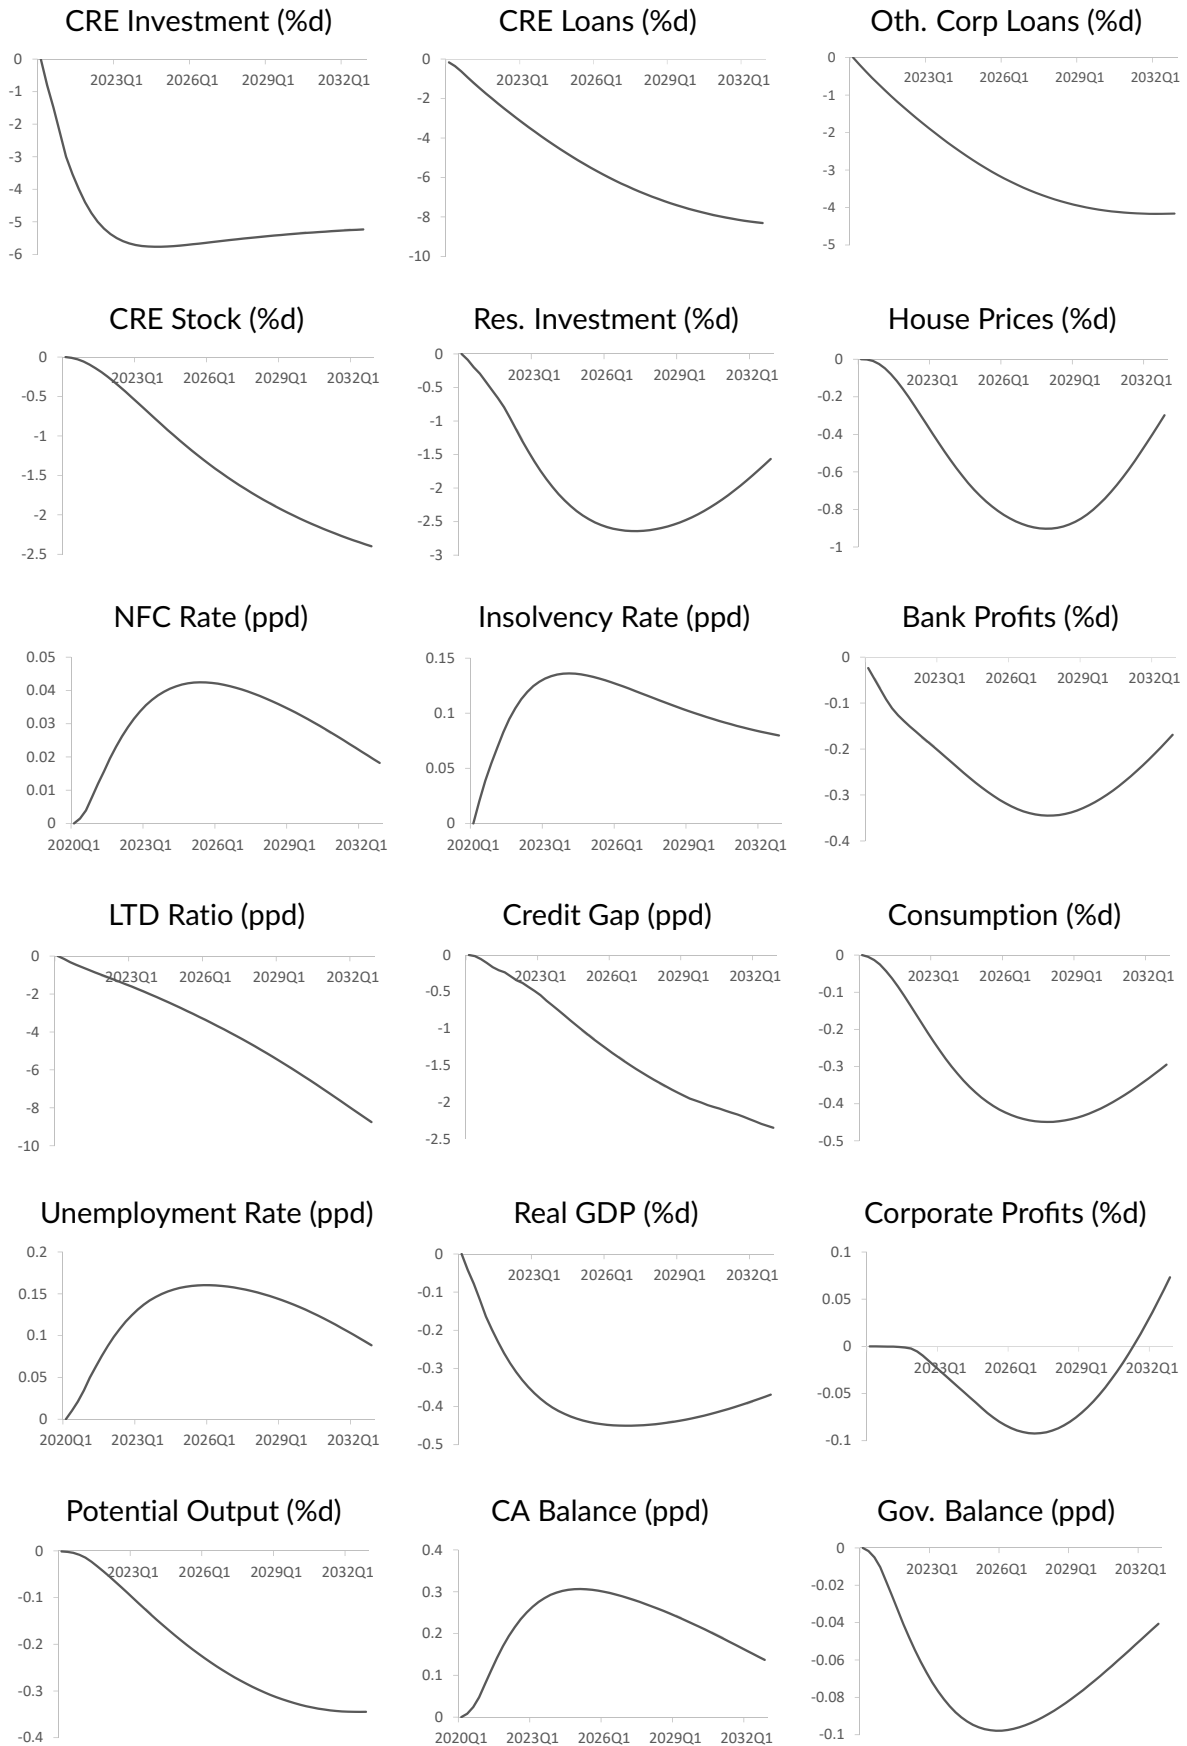 CRE Investment (%d)
0
-1
-2
-3
-4
-5
-6
2023Q1 2026Q1 2029Q1 2032Q1
CRE Loans (%d)
0
-2
-4
-6
-8
-10
2023Q1 2026Q1 2029Q1 2032Q1
Oth. Corp Loans (%d)
0
-1
-2
-3
-4
-5
2023Q1 2026Q1 2029Q1 2032Q1
CRE Stock (%d)
0
-0.5
-1
-1.5
-2
-2.5
2023Q1 2026Q1 2029Q1 2032Q1
Res. Investment (%d)
0
-0.5
-1
-1.5
-2
-2.5
-3
2023Q1 2026Q1 2029Q1 2032Q1
House Prices (%d)
0
-0.2
-0.4
-0.6
-0.8
-1
2023Q1 2026Q1 2029Q1 2032Q1
NFC Rate (ppd)
0.05
0.04
0.03
0.02
0.01
0
2020Q1 2023Q1 2026Q1 2029Q1 2032Q1
Insolvency Rate (ppd)
0.15
0.1
0.05
0
2020Q1 2023Q1 2026Q1 2029Q1 2032Q1
Bank Profits (%d)
0
-0.1
-0.2
-0.3
-0.4
2023Q1 2026Q1 2029Q1 2032Q1
LTD Ratio (ppd)
0
-2
-4
-6
-8
-10
2023Q1 2026Q1 2029Q1 2032Q1
Credit Gap (ppd)
0
-0.5
-1
-1.5
-2
-2.5
2023Q1 2026Q1 2029Q1 2032Q1
Consumption (%d)
0
-0.1
-0.2
-0.3
-0.4
-0.5
2023Q1 2026Q1 2029Q1 2032Q1
Unemployment Rate (ppd)
0.2
0.15
0.1
0.05
0
2020Q1 2023Q1 2026Q1 2029Q1 2032Q1
Real GDP (%d)
0
-0.1
-0.2
-0.3
-0.4
-0.5
2023Q1 2026Q1 2029Q1 2032Q1
Corporate Profits (%d)
0.1
0.05
0
-0.05
-0.1
2023Q1 2026Q1 2029Q1 2032Q1
Potential Output (%d)
0
-0.1
-0.2
-0.3
-0.4
2023Q1 2026Q1 2029Q1 2032Q1
CA Balance (ppd)
0.4
0.3
0.2
0.1
0
2020Q1 2023Q1 2026Q1 2029Q1 2032Q1
Gov. Balance (ppd)
0
-0.02
-0.04
-0.06
-0.08
-0.1
2023Q1 2026Q1 2029Q1 2032Q1